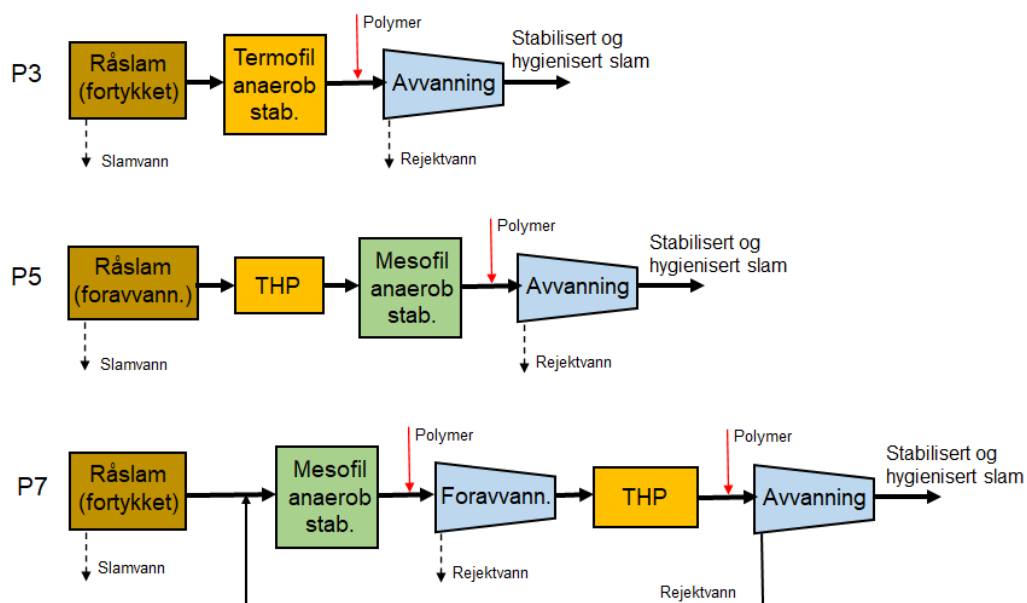 Polymer
Stabilisert og
hygienisert slam
P3
Råslam
(fortykket)
Termofil
anaerob
stab.
Avvanning
Slamvann
Rejektvann
Polymer
Stabilisert og
hygienisert slam
P5
Råslam
(foravvann.)
THP
Mesofil
anaerob
stab.
Avvanning
Slamvann
Rejektvann
Polymer
Polymer
Stabilisert og
hygienisert slam
P7
Råslam
(fortykket)
Mesofil
anaerob
stab.
Foravvann.
THP
Avvanning
Slamvann
Rejektvann
Rejektvann